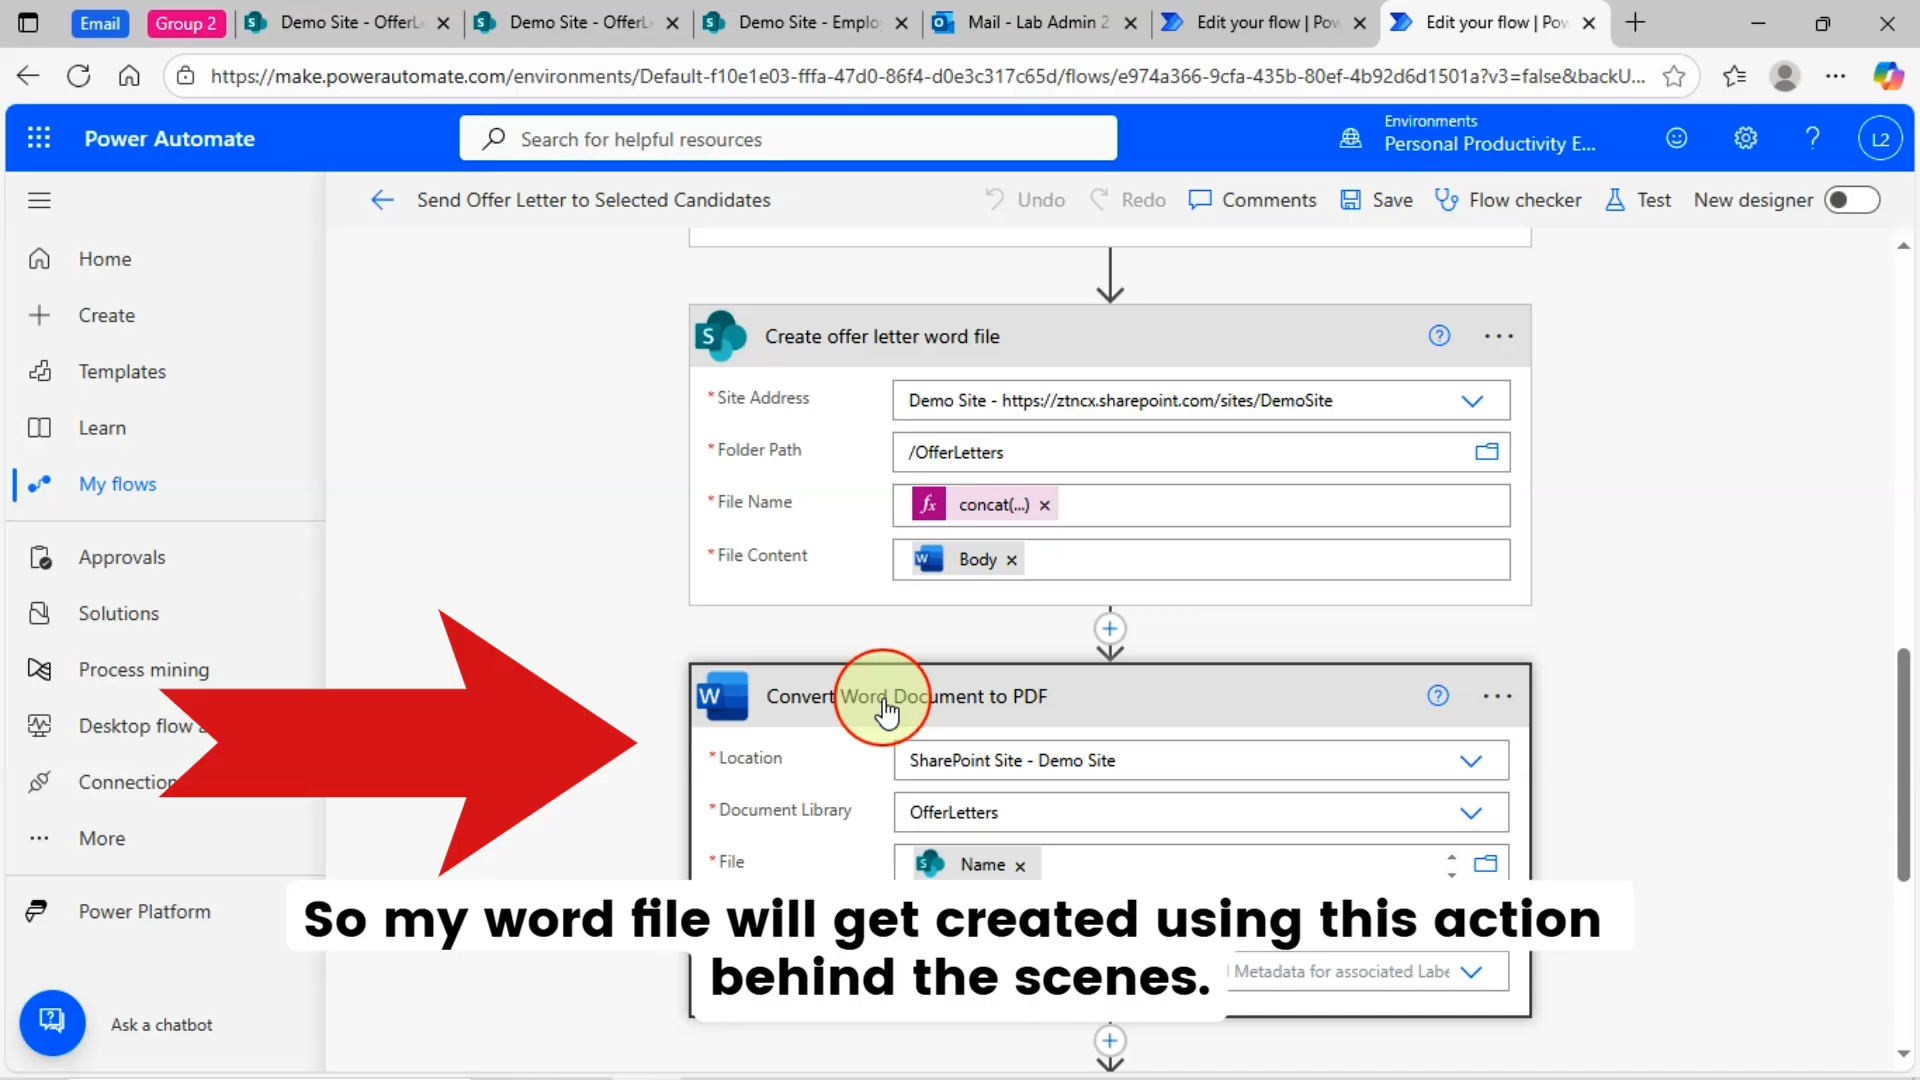 Email
Group 2
Demo Site - OfferLe
Demo Site - OfferLe
Demo Site - Emplo
Mail - Lab Admin 2
Edit your flow | Pow
Edit your flow | Pow
https://make.powerautomate.com/environments/Default-f10e1e03-fffa-47d0-86f4-d0e3c317c65d/flows/e974a366-9cfa-435b-80ef-4b92d6d1501a?v3=false&backU...
Power Automate
Search for helpful resources
Environments
Personal Productivity E...
L2
Send Offer Letter to Selected Candidates
Undo
Redo
Comments
Save
Flow checker
Test
New designer
Home
Create
Templates
Learn
My flows
Approvals
Solutions
Process mining
Desktop flow a
Connection
More
Power Platform
Ask a chatbot
S
Create offer letter word file
* Site Address
Demo Site - https://ztncx.sharepoint.com/sites/DemoSite
* Folder Path
/OfferLetters
* File Name
fx concat(...)
* File Content
Body
W
Convert Word Document to PDF
* Location
SharePoint Site - Demo Site
* Document Library
OfferLetters
* File
Name
Metadata for associated Labe
So my word file will get created using this action
behind the scenes.